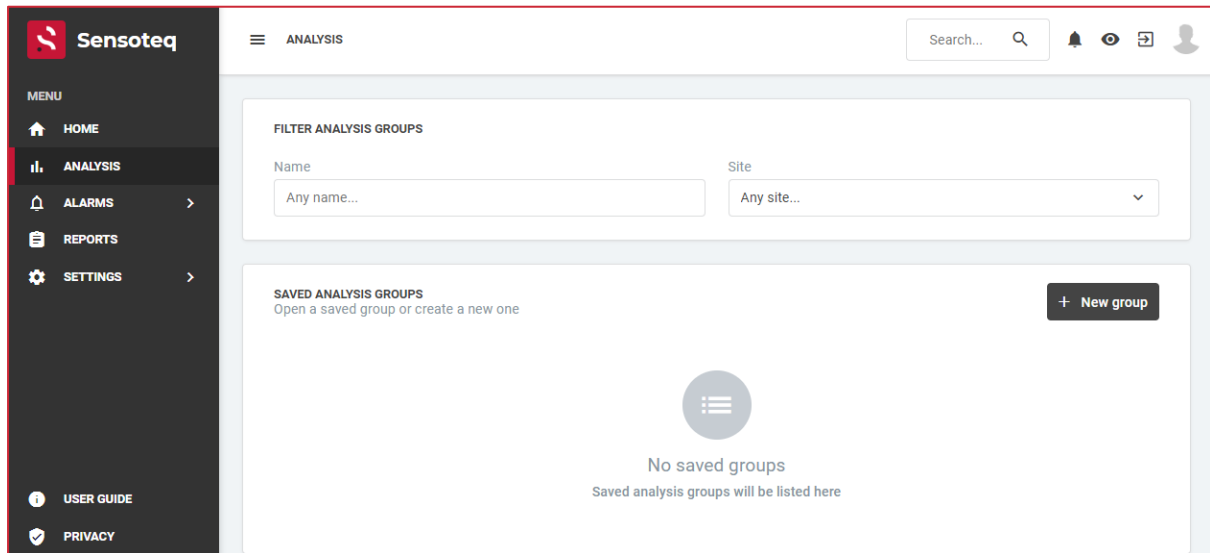 Sensoteq
MENU
HOME
ANALYSIS
ALARMS
REPORTS
SETTINGS
USER GUIDE
PRIVACY
ANALYSIS
Search...
FILTER ANALYSIS GROUPS
Name
Any name...
Site
Any site...
SAVED ANALYSIS GROUPS
Open a saved group or create a new one
+ New group
No saved groups
Saved analysis groups will be listed here